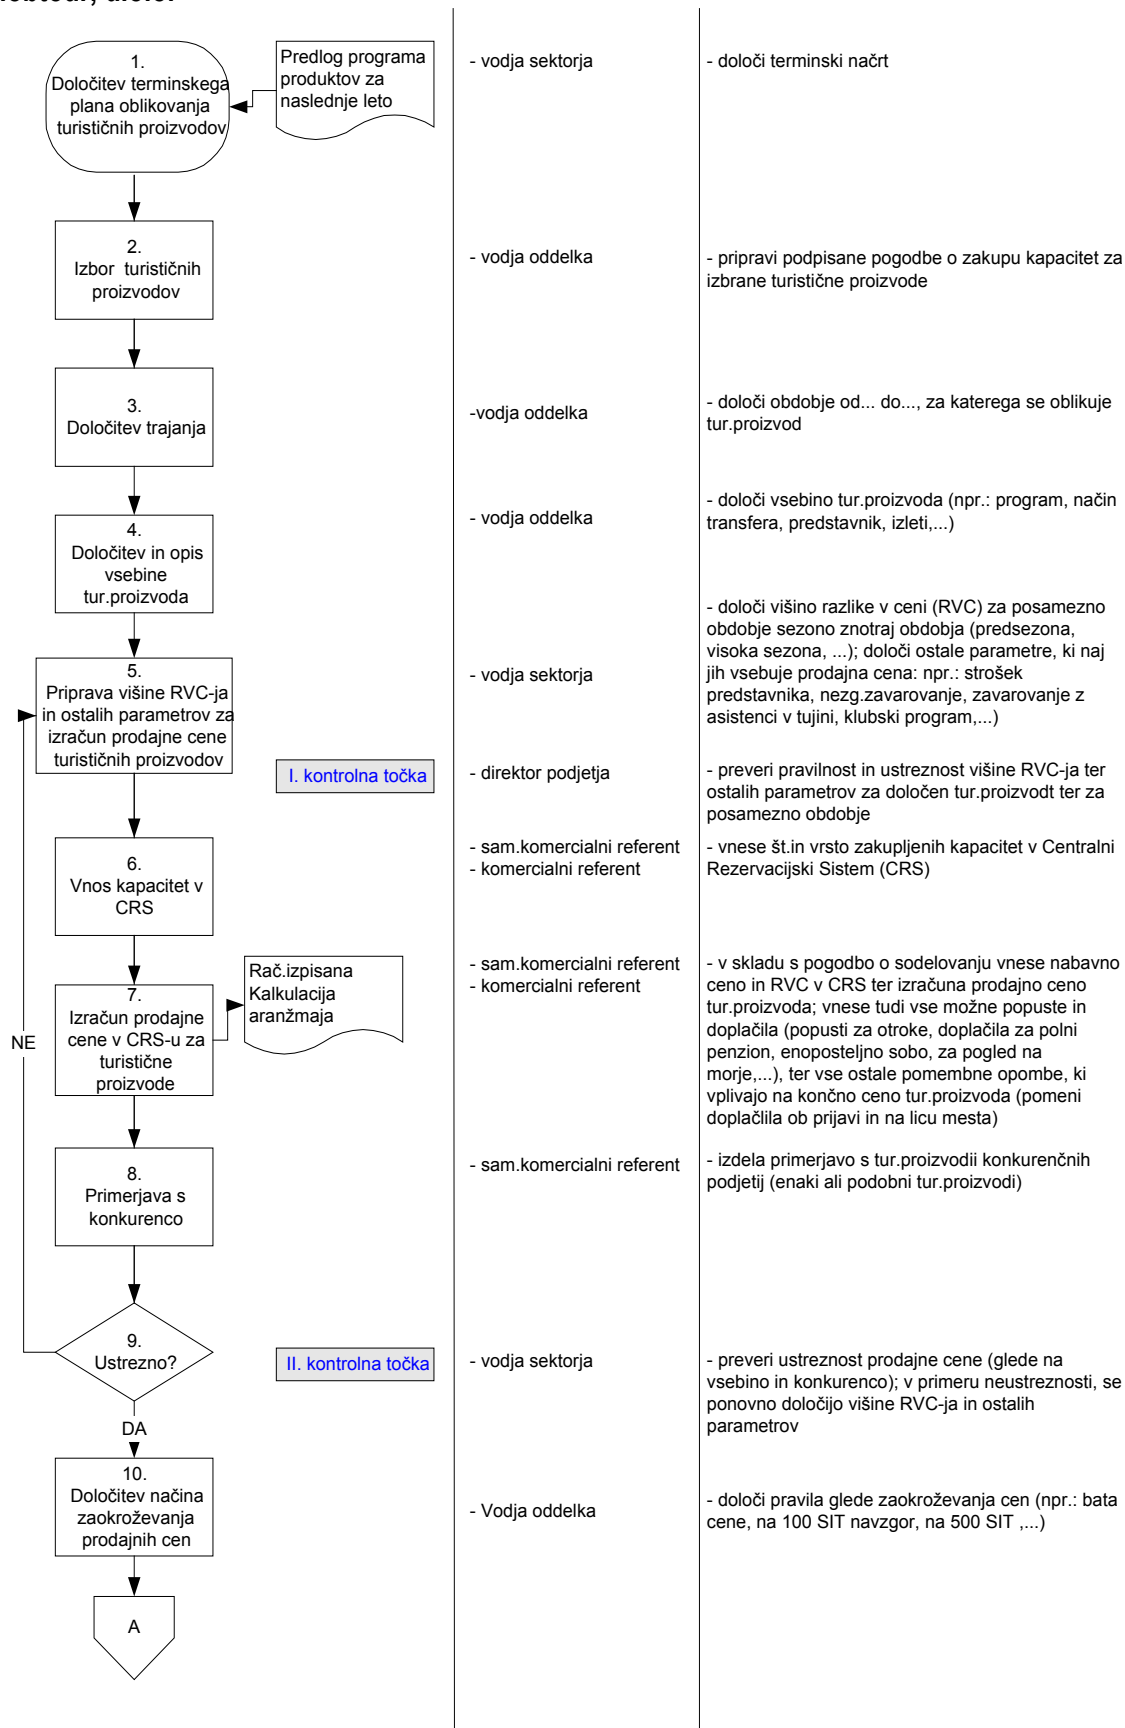 1.
Določitev terminskega
plana oblikovanja
turističnih proizvodov
Predlog programa
produktov za
naslednje leto
- vodja sektorja
- določi terminski načrt
2.
Izbor turističnih
proizvodov
- vodja oddelka
- pripravi podpisane pogodbe o zakupu kapacitet za
izbrane turistične proizvode
3.
Določitev trajanja
-vodja oddelka
- določi obdobje od... do..., za katerega se oblikuje
tur.proizvod
4.
Določitev in opis
vsebine
tur.proizvoda
- vodja oddelka
- določi vsebino tur.proizvoda (npr.: program, način
transfera, predstavnik, izleti,...)
5.
Priprava višine RVC-ja
in ostalih parametrov za
izračun prodajne cene
turističnih proizvodov
- vodja sektorja
- določi višino razlike v ceni (RVC) za posamezno
obdobje sezono znotraj obdobja (predsezona,
visoka sezona, ...); določi ostale parametre, ki naj
jih vsebuje prodajna cena: npr.: strošek
predstavnika, nezg.zavarovanje, zavarovanje z
asistenci v tujini, klubski program,...)
I. kontrolna točka
- direktor podjetja
- preveri pravilnost in ustreznost višine RVC-ja ter
ostalih parametrov za določen tur.proizvodt ter za
posamezno obdobje
6.
Vnos kapacitet v
CRS
- sam.komercialni referent
- komercialni referent
- vnese št.in vrsto zakupljenih kapacitet v Centralni
Rezervacijski Sistem (CRS)
7.
Izračun prodajne
cene v CRS-u za
turistične
proizvode
Rač.izpisana
Kalkulacija
aranžmaja
- sam.komercialni referent
- komercialni referent
- v skladu s pogodbo o sodelovanju vnese nabavno
ceno in RVC v CRS ter izračuna prodajno ceno
tur.proizvoda; vnese tudi vse možne popuste in
doplačila (popusti za otroke, doplačila za polni
penzion, enoposteljno sobo, za pogled na
morje,...), ter vse ostale pomembne opombe, ki
vplivajo na končno ceno tur.proizvoda (pomeni
doplačlila ob prijavi in na licu mesta)
NE
8.
Primerjava s
konkurenco
- sam.komercialni referent
- izdela primerjavo s tur.proizvodii konkurenčnih
podjetij (enaki ali podobni tur.proizvodi)
9.
Ustrezno?
II. kontrolna točka
- vodja sektorja
- preveri ustreznost prodajne cene (glede na
vsebino in konkurenco); v primeru neustreznosti, se
ponovno določijo višine RVC-ja in ostalih
parametrov
DA
10.
Določitev načina
zaokroževanja
prodajnih cen
- Vodja oddelka
- določi pravila glede zaokroževanja cen (npr.: bata
cene, na 100 SIT navzgor, na 500 SIT ,...)
A